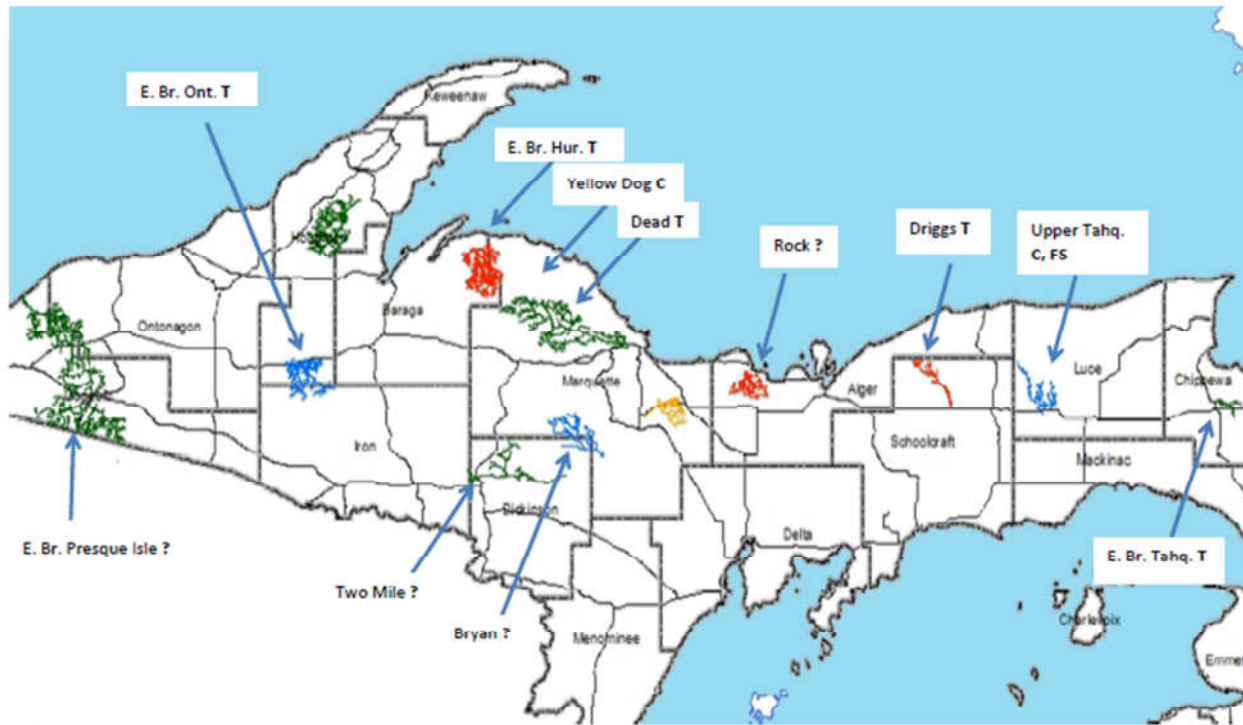 E. Br. Ont. T
Keweenaw
E. Br. Hur. T
Yellow Dog C
Dead T
Rock ?
Driggs T
Upper Tahq.
C, FS
Ontonagon
Baraga
Marquette
Alger
Luce
Chippewa
Iron
Schoolcraft
Mackinac
Dickinson
Delta
E. Br. Presque Isle ?
Two Mile ?
Bryan ?
E. Br. Tahq. T
Menominee
Charlevoix
Emme